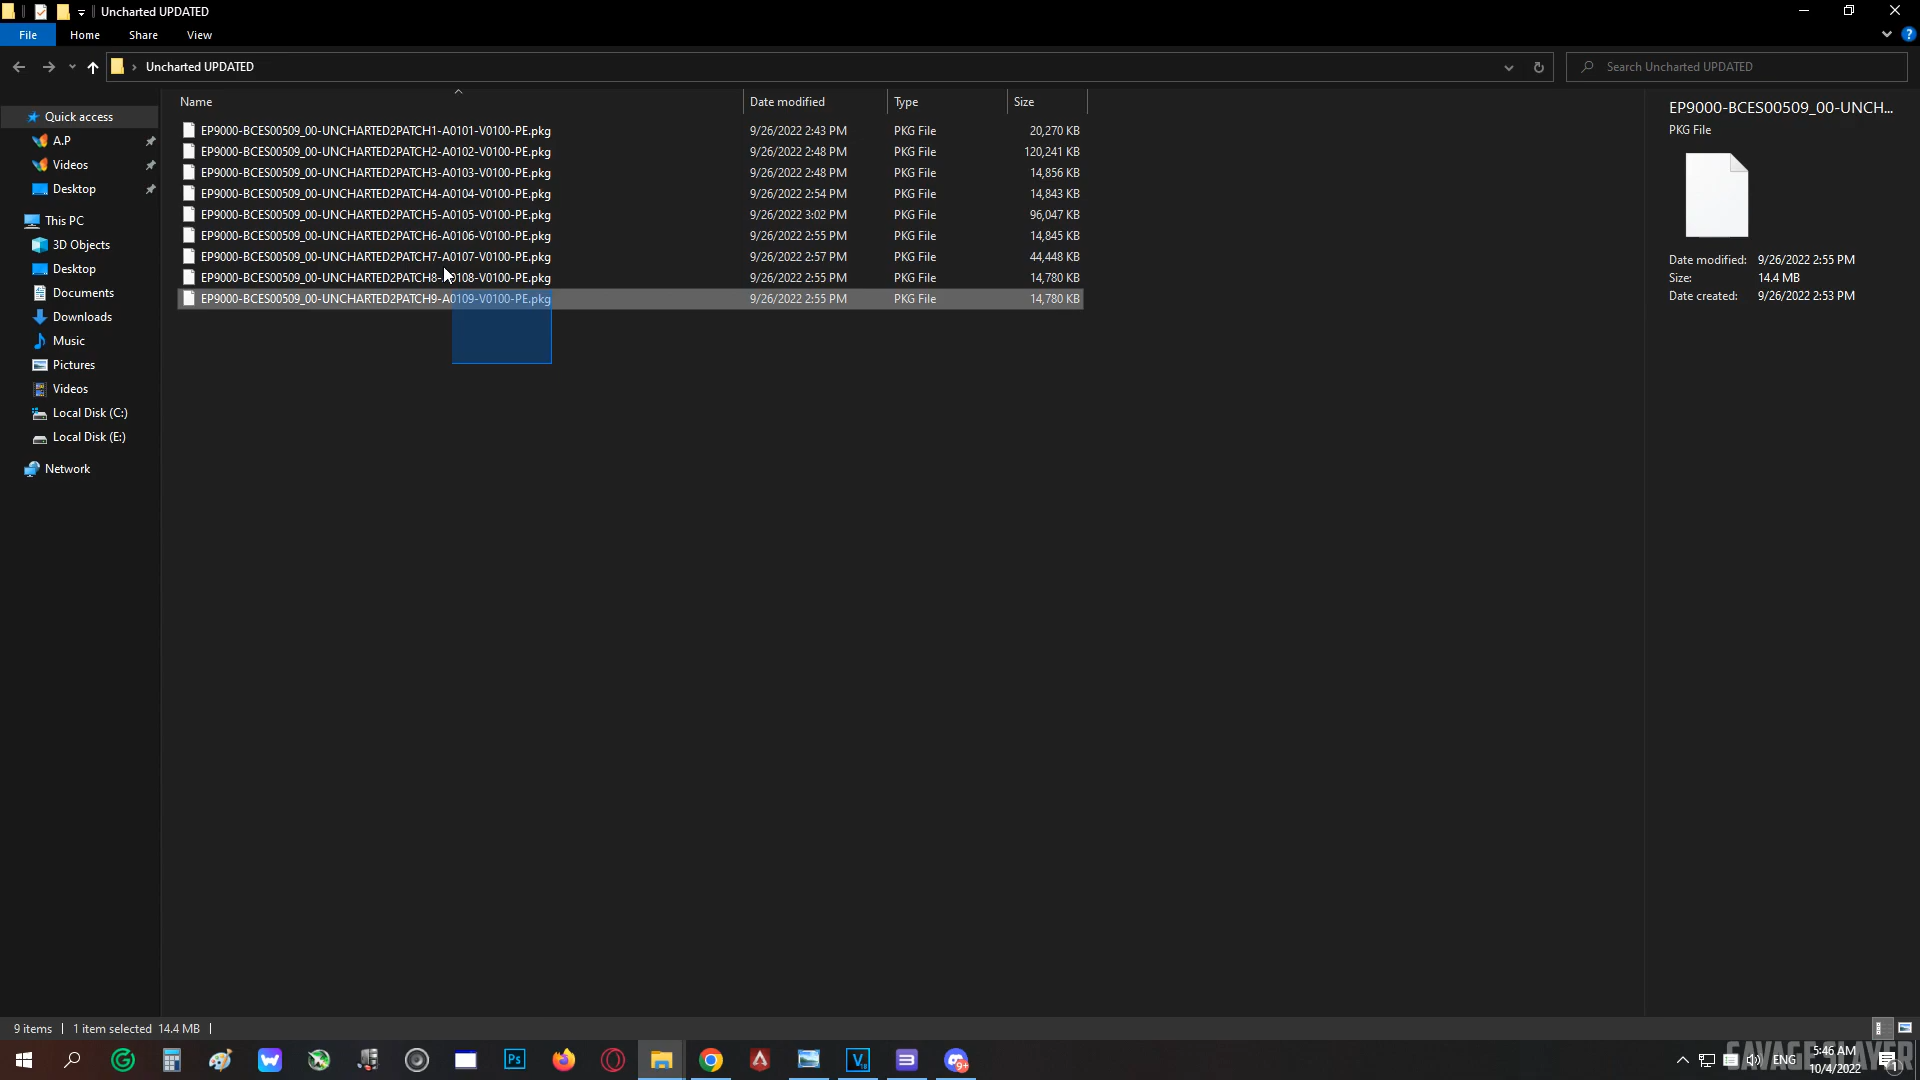 Uncharted UPDATED
File Home Share View
Uncharted UPDATED
Search Uncharted UPDATED
Name Date modified Type Size
EP9000-BCES00509_00-UNCHARTED2PATCH1-A0101-V0100-PE.pkg 9/26/2022 2:43 PM PKG File 20,270 KB
EP9000-BCES00509_00-UNCHARTED2PATCH2-A0102-V0100-PE.pkg 9/26/2022 2:48 PM PKG File 120,241 KB
EP9000-BCES00509_00-UNCHARTED2PATCH3-A0103-V0100-PE.pkg 9/26/2022 2:48 PM PKG File 14,856 KB
EP9000-BCES00509_00-UNCHARTED2PATCH4-A0104-V0100-PE.pkg 9/26/2022 2:54 PM PKG File 14,843 KB
EP9000-BCES00509_00-UNCHARTED2PATCH5-A0105-V0100-PE.pkg 9/26/2022 3:02 PM PKG File 96,047 KB
EP9000-BCES00509_00-UNCHARTED2PATCH6-A0106-V0100-PE.pkg 9/26/2022 2:55 PM PKG File 14,845 KB
EP9000-BCES00509_00-UNCHARTED2PATCH7-A0107-V0100-PE.pkg 9/26/2022 2:57 PM PKG File 44,448 KB
EP9000-BCES00509_00-UNCHARTED2PATCH8-A0108-V0100-PE.pkg 9/26/2022 2:55 PM PKG File 14,780 KB
EP9000-BCES00509_00-UNCHARTED2PATCH9-A0109-V0100-PE.pkg 9/26/2022 2:55 PM PKG File 14,780 KB
Quick access
A.P
Videos
Desktop
This PC
3D Objects
Desktop
Documents
Downloads
Music
Pictures
Videos
Local Disk (C:)
Local Disk (E:)
Network
EP9000-BCES00509_00-UNCH...
PKG File
Date modified: 9/26/2022 2:55 PM
Size: 14.4 MB
Date created: 9/26/2022 2:53 PM
9 items 1 item selected 14.4 MB
Ps
ENG
5:46 AM
10/4/2022
SAVAGE SLAYER